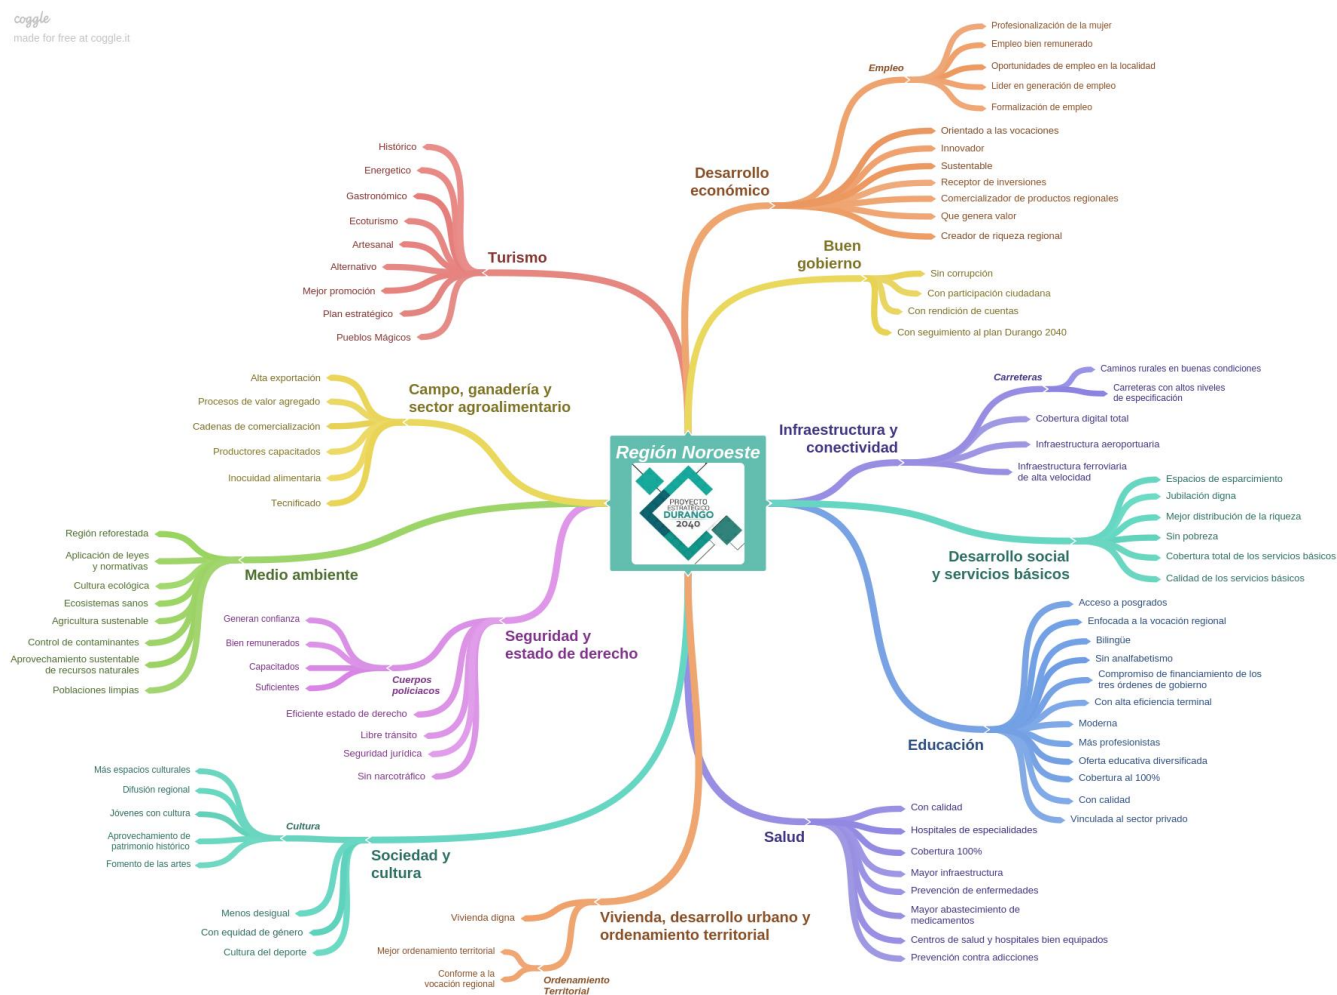 coggle
made for free at coggle.it
Región Noroeste
PROYECTO
ESTRATÉGICO
DURANGO
2040
Desarrollo
económico
Empleo
Profesionalización de la mujer
Empleo bien remunerado
Oportunidades de empleo en la localidad
Lider en generación de empleo
Formalización de empleo
Orientado a las vocaciones
Innovador
Sustentable
Receptor de inversiones
Comercializador de productos regionales
Que genera valor
Creador de riqueza regional
Buen
gobierno
Sin corrupción
Con participación ciudadana
Con rendición de cuentas
Con seguimiento al plan Durango 2040
Infraestructura y
conectividad
Carreteras
Caminos rurales en buenas condiciones
Carreteras con altos niveles
de especificación
Cobertura digital total
Infraestructura aeroportuaria
Infraestructura ferroviaria
de alta velocidad
Desarrollo social
y servicios básicos
Espacios de esparcimiento
Jubilación digna
Mejor distribución de la riqueza
Sin pobreza
Cobertura total de los servicios básicos
Calidad de los servicios básicos
Educación
Acceso a posgrados
Enfocada a la vocación regional
Bilingüe
Sin analfabetismo
Compromiso de financiamiento de los
tres órdenes de gobierno
Con alta eficiencia terminal
Moderna
Más profesionistas
Oferta educativa diversificada
Cobertura al 100%
Con calidad
Vinculada al sector privado
Salud
Con calidad
Hospitales de especialidades
Cobertura 100%
Mayor infraestructura
Prevención de enfermedades
Mayor abastecimiento de
medicamentos
Centros de salud y hospitales bien equipados
Prevención contra adicciones
Turismo
Histórico
Energetico
Gastronómico
Ecoturismo
Artesanal
Alternativo
Mejor promoción
Plan estratégico
Pueblos Mágicos
Campo, ganadería y
sector agroalimentario
Alta exportación
Procesos de valor agregado
Cadenas de comercialización
Productores capacitados
Inocuidad alimentaria
Tecnificado
Medio ambiente
Región reforestada
Aplicación de leyes
y normativas
Cultura ecológica
Ecosistemas sanos
Agricultura sustentable
Control de contaminantes
Aprovechamiento sustentable
de recursos naturales
Poblaciones limpias
Seguridad y
estado de derecho
Cuerpos
policiacos
Generan confianza
Bien remunerados
Capacitados
Suficientes
Eficiente estado de derecho
Libre tránsito
Seguridad jurídica
Sin narcotráfico
Sociedad y
cultura
Cultura
Más espacios culturales
Difusión regional
Jóvenes con cultura
Aprovechamiento de
patrimonio histórico
Fomento de las artes
Menos desigual
Con equidad de género
Cultura del deporte
Vivienda, desarrollo urbano y
ordenamiento territorial
Vivienda digna
Ordenamiento
Territorial
Mejor ordenamiento territorial
Conforme a la
vocación regional